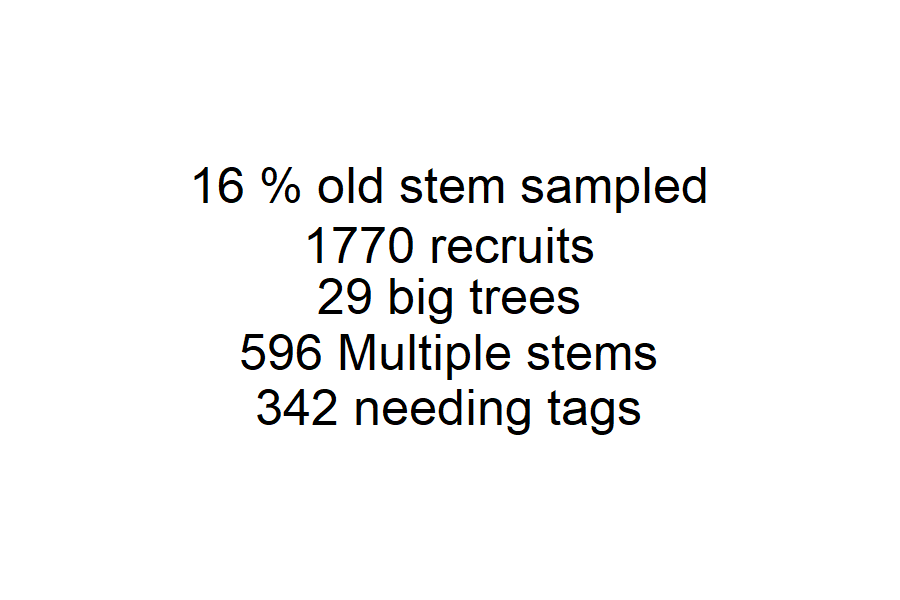 16 % old stem sampled
1770 recruits
29 big trees
596 Multiple stems
342 needing tags